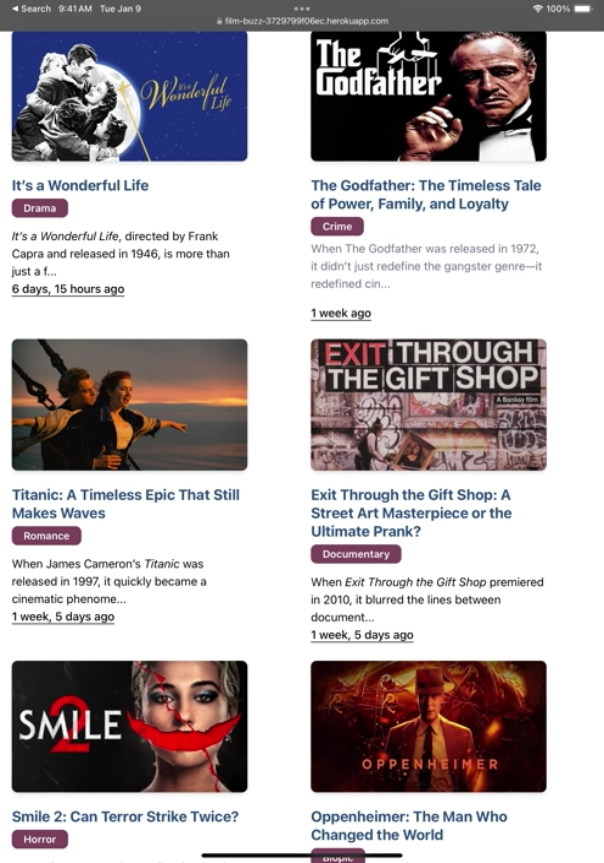 Search 9:41 AM Tue Jan 9 100%
film-buzz-3729799f06ec.herokuapp.com
It's a
Wonderful
Life
The
Godfather
It's a Wonderful Life
Drama
It's a Wonderful Life, directed by Frank
Capra and released in 1946, is more than
just a f...
6 days, 15 hours ago
The Godfather: The Timeless Tale
of Power, Family, and Loyalty
Crime
When The Godfather was released in 1972,
it didn't just redefine the gangster genre—it
redefined cin...
1 week ago
EXIT THROUGH
THE GIFT SHOP
A Banksy film
Titanic: A Timeless Epic That Still
Makes Waves
Romance
When James Cameron's Titanic was
released in 1997, it quickly became a
cinematic phenome...
1 week, 5 days ago
Exit Through the Gift Shop: A
Street Art Masterpiece or the
Ultimate Prank?
Documentary
When Exit Through the Gift Shop premiered
in 2010, it blurred the lines between
document...
1 week, 5 days ago
SMILE
2
OPPENHEIMER
Smile 2: Can Terror Strike Twice?
Horror
Oppenheimer: The Man Who
Changed the World
Biopic